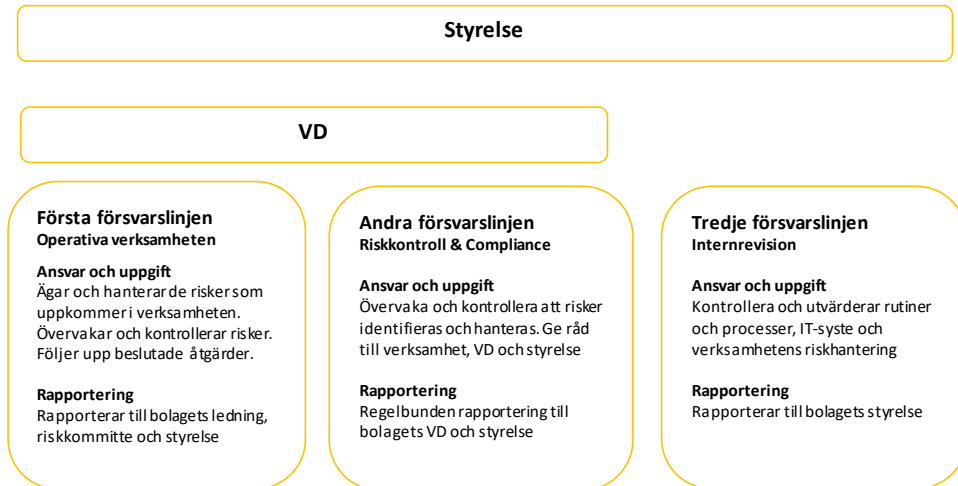 Styrelse
VD
Första försvarslinjen
Operativa verksamheten
Ansvar och uppgift
Ägar och hanterar de risker som
uppkommer i verksamheten.
Övervakar och kontrollerar risker.
Följer upp beslutade åtgärder.
Rapportering
Rapporterar till bolagets ledning,
riskkommitte och styrelse
Andra försvarslinjen
Riskkontroll & Compliance
Ansvar och uppgift
Övervaka och kontrollera att risker
identifieras och hanteras. Ge råd
till verksamhet, VD och styrelse
Rapportering
Regelbunden rapportering till
bolagets VD och styrelse
Tredje försvarslinjen
Internrevision
Ansvar och uppgift
Kontrollera och utvärderar rutiner
och processer, IT-syste och
verksamhetens riskhantering
Rapportering
Rapporterar till bolagets styrelse